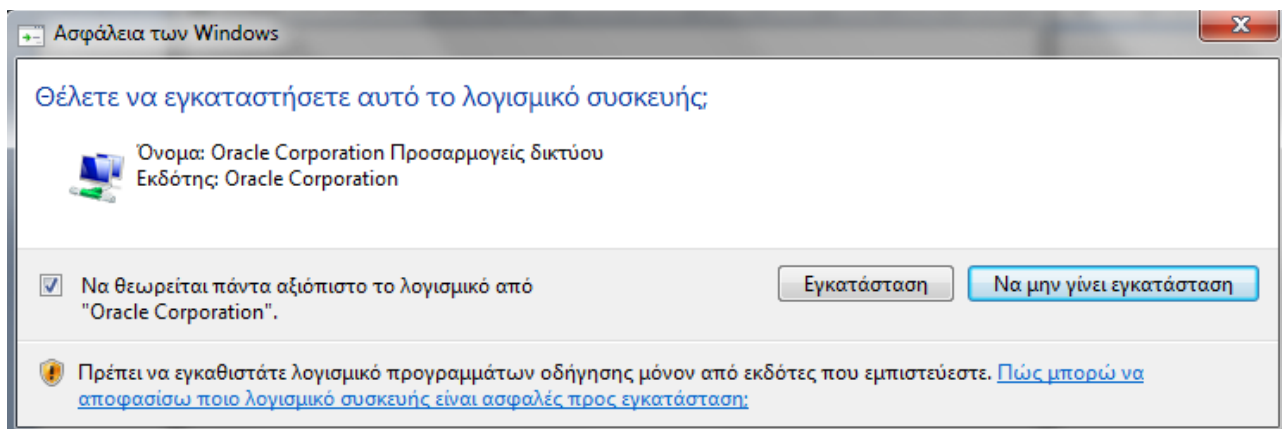 Ασφάλεια των Windows
Θέλετε να εγκαταστήσετε αυτό το λογισμικό συσκευής;
Όνομα: Oracle Corporation Προσαρμογείς δικτύου
Εκδότης: Oracle Corporation
Να θεωρείται πάντα αξιόπιστο το λογισμικό από
"Oracle Corporation".
Εγκατάσταση
Να μην γίνει εγκατάσταση
Πρέπει να εγκαθιστάτε λογισμικό προγραμμάτων οδήγησης μόνον από εκδότες που εμπιστεύεστε. Πώς μπορώ να
αποφασίσω ποιο λογισμικό συσκευής είναι ασφαλές προς εγκατάσταση;